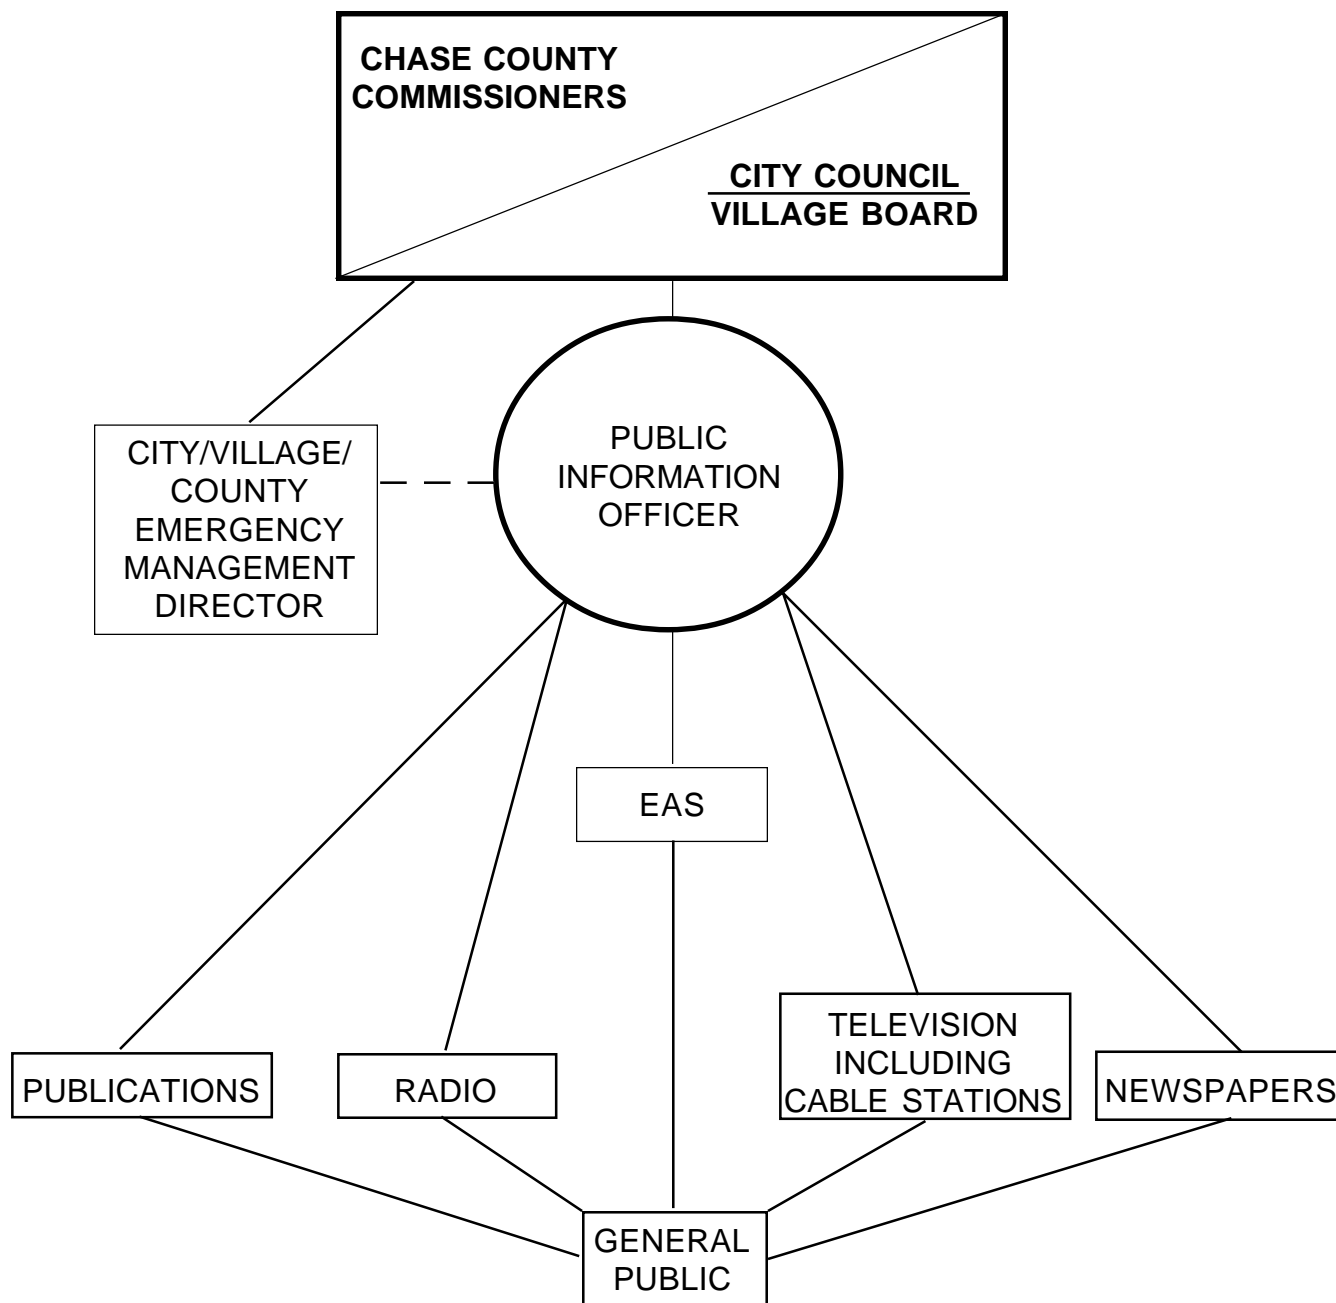 CHASE COUNTY
COMMISSIONERS
CITY COUNCIL
VILLAGE BOARD
PUBLIC
INFORMATION
OFFICER
CITY/VILLAGE/
COUNTY
EMERGENCY
MANAGEMENT
DIRECTOR
EAS
PUBLICATIONS
RADIO
TELEVISION
INCLUDING
CABLE STATIONS
NEWSPAPERS
GENERAL
PUBLIC